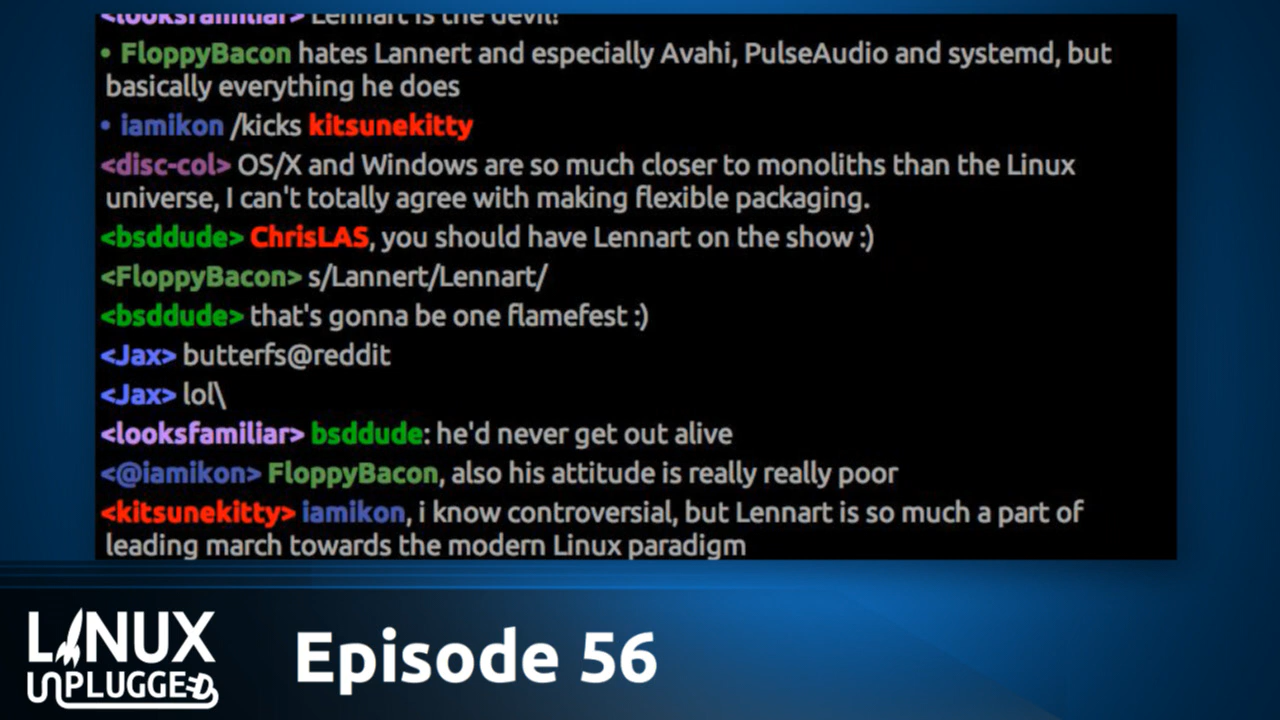 <looksfamiliar> Lennart is the devil!
• FloppyBacon hates Lannert and especially Avahi, PulseAudio and systemd, but
basically everything he does
• iamikon /kicks kitsunekitty
<disc-col> OS/X and Windows are so much closer to monoliths than the Linux
universe, I can't totally agree with making flexible packaging.
<bsddude> ChrisLAS, you should have Lennart on the show :)
<FloppyBacon> s/Lannert/Lennart/
<bsddude> that's gonna be one flamefest :)
<Jax> butterfs@reddit
<Jax> lol\
<looksfamiliar> bsddude: he'd never get out alive
<@iamikon> FloppyBacon, also his attitude is really really poor
<kitsunekitty> iamikon, i know controversial, but Lennart is so much a part of
leading march towards the modern Linux paradigm
LINUX
UNPLUGGED
Episode 56